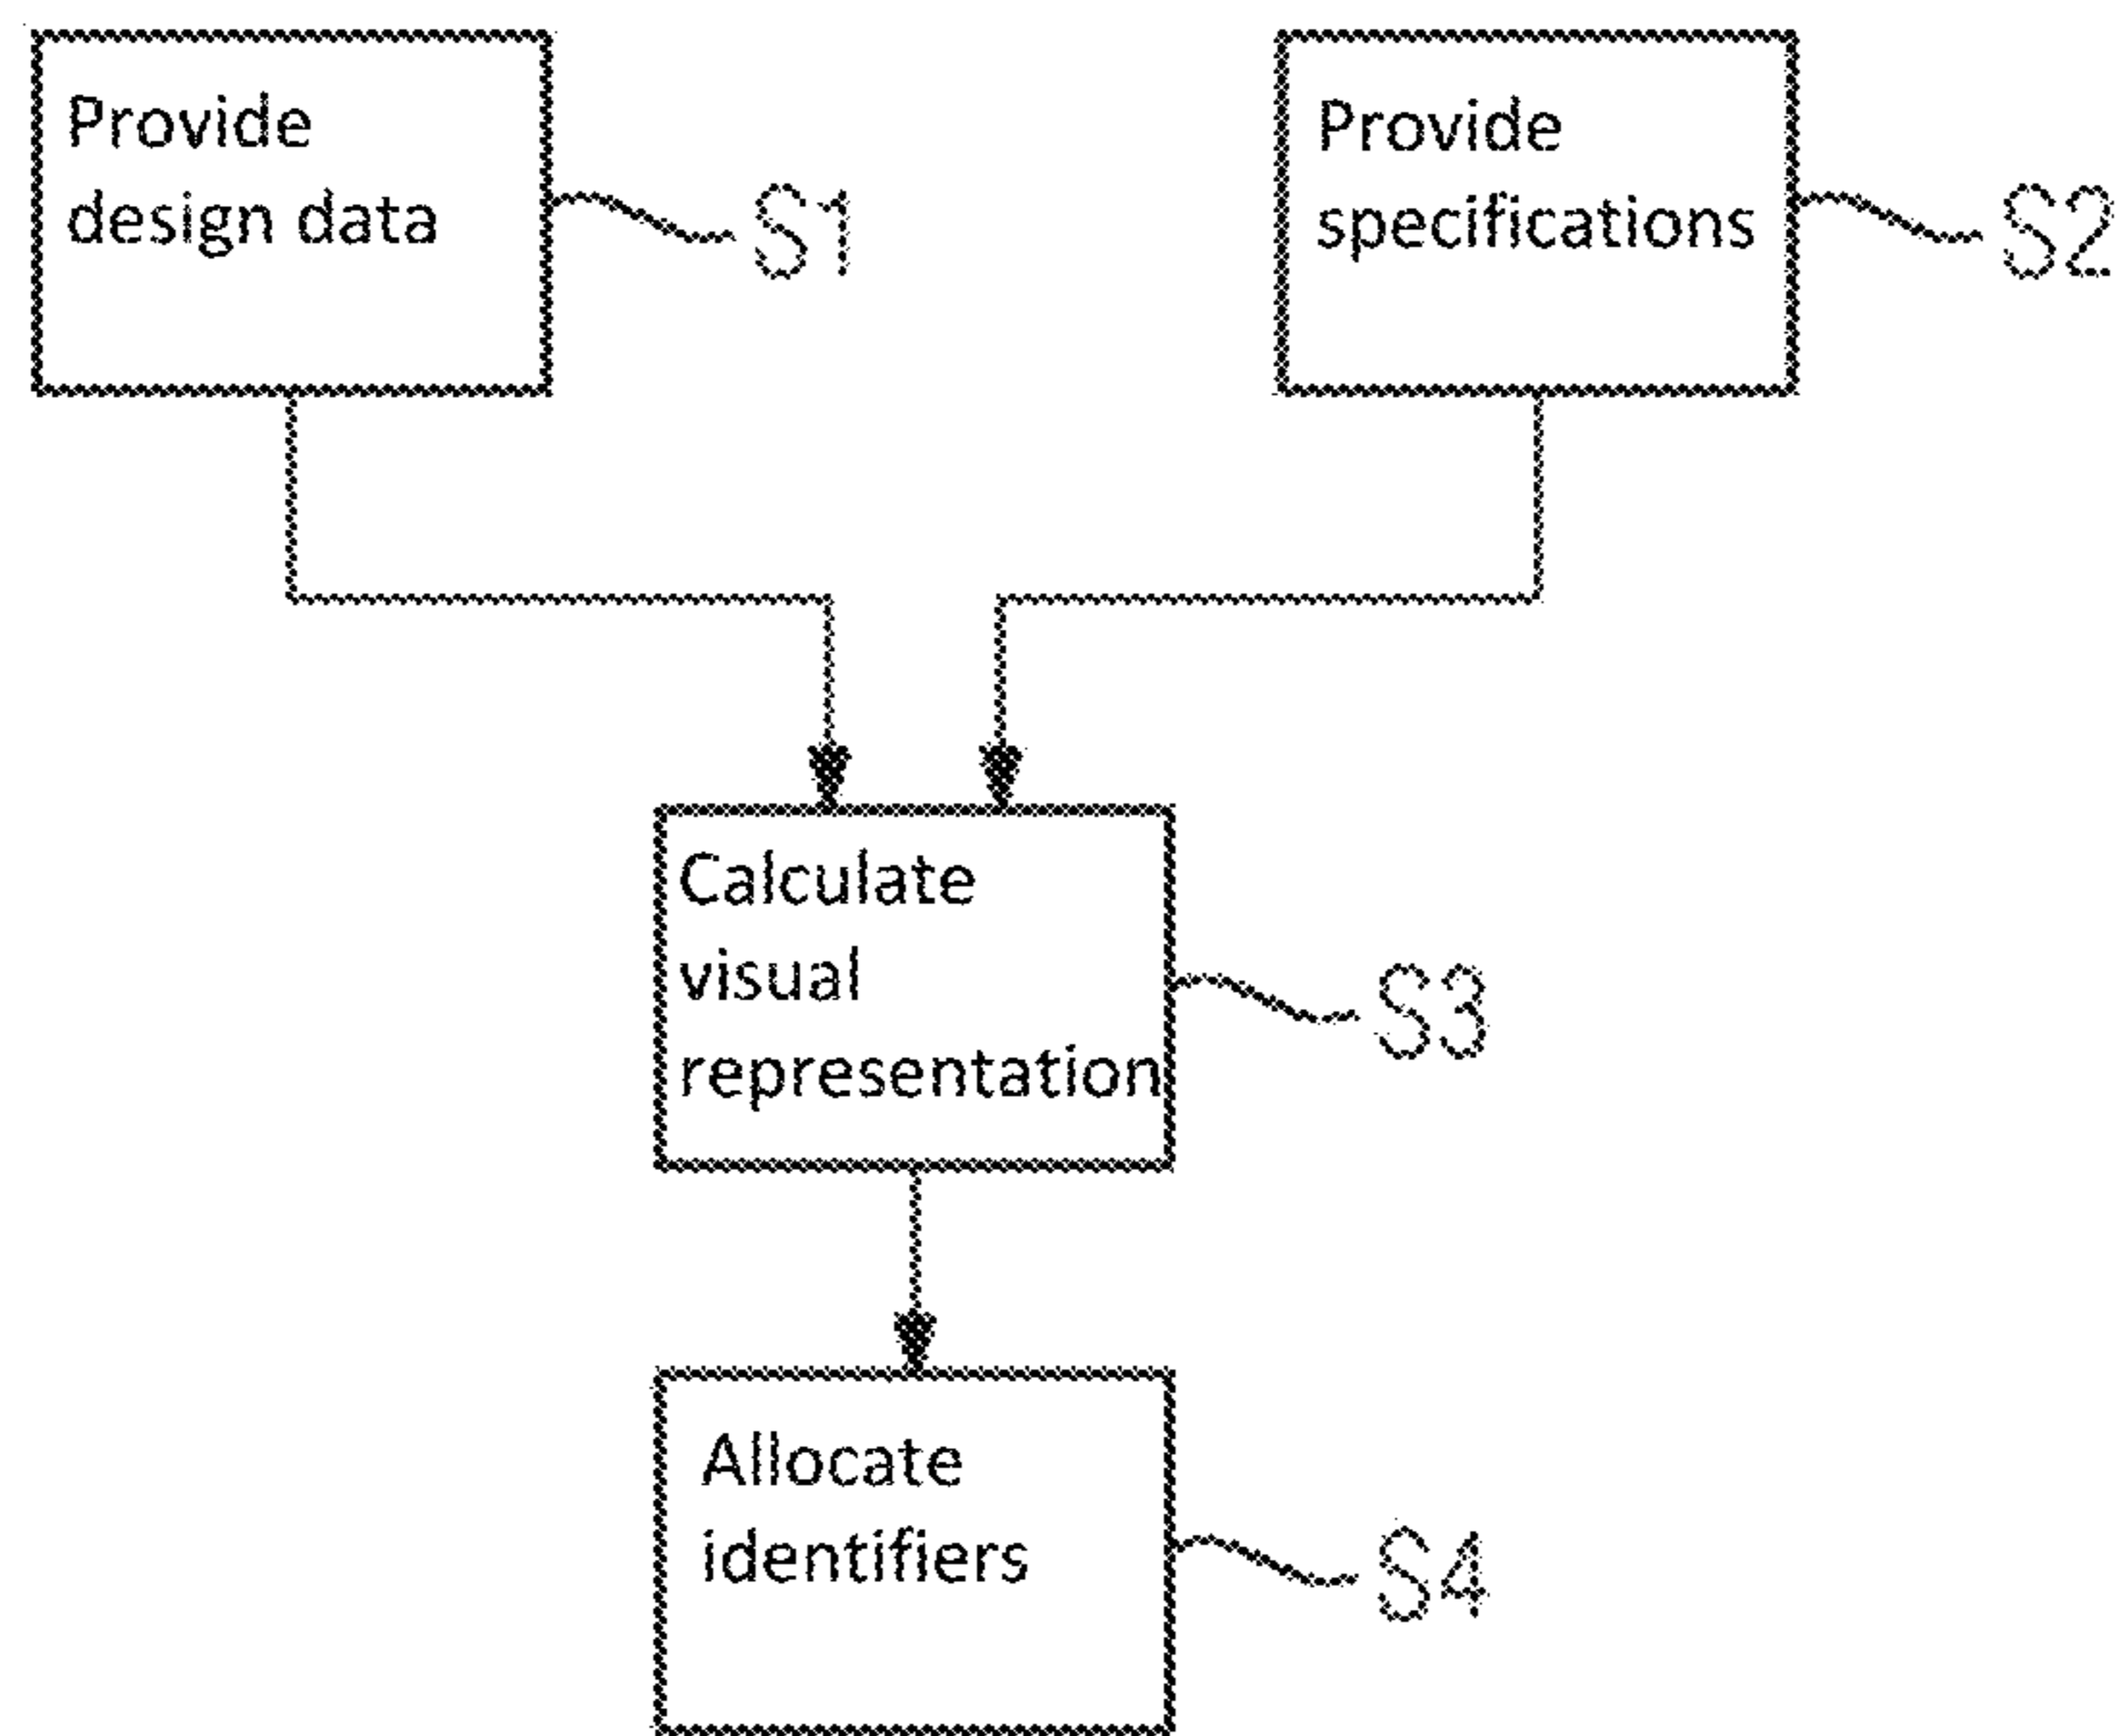 Provide
design data
S1
Provide
specifications
S2
Calculate
visual
representation
S3
Allocate
identifiers
S4